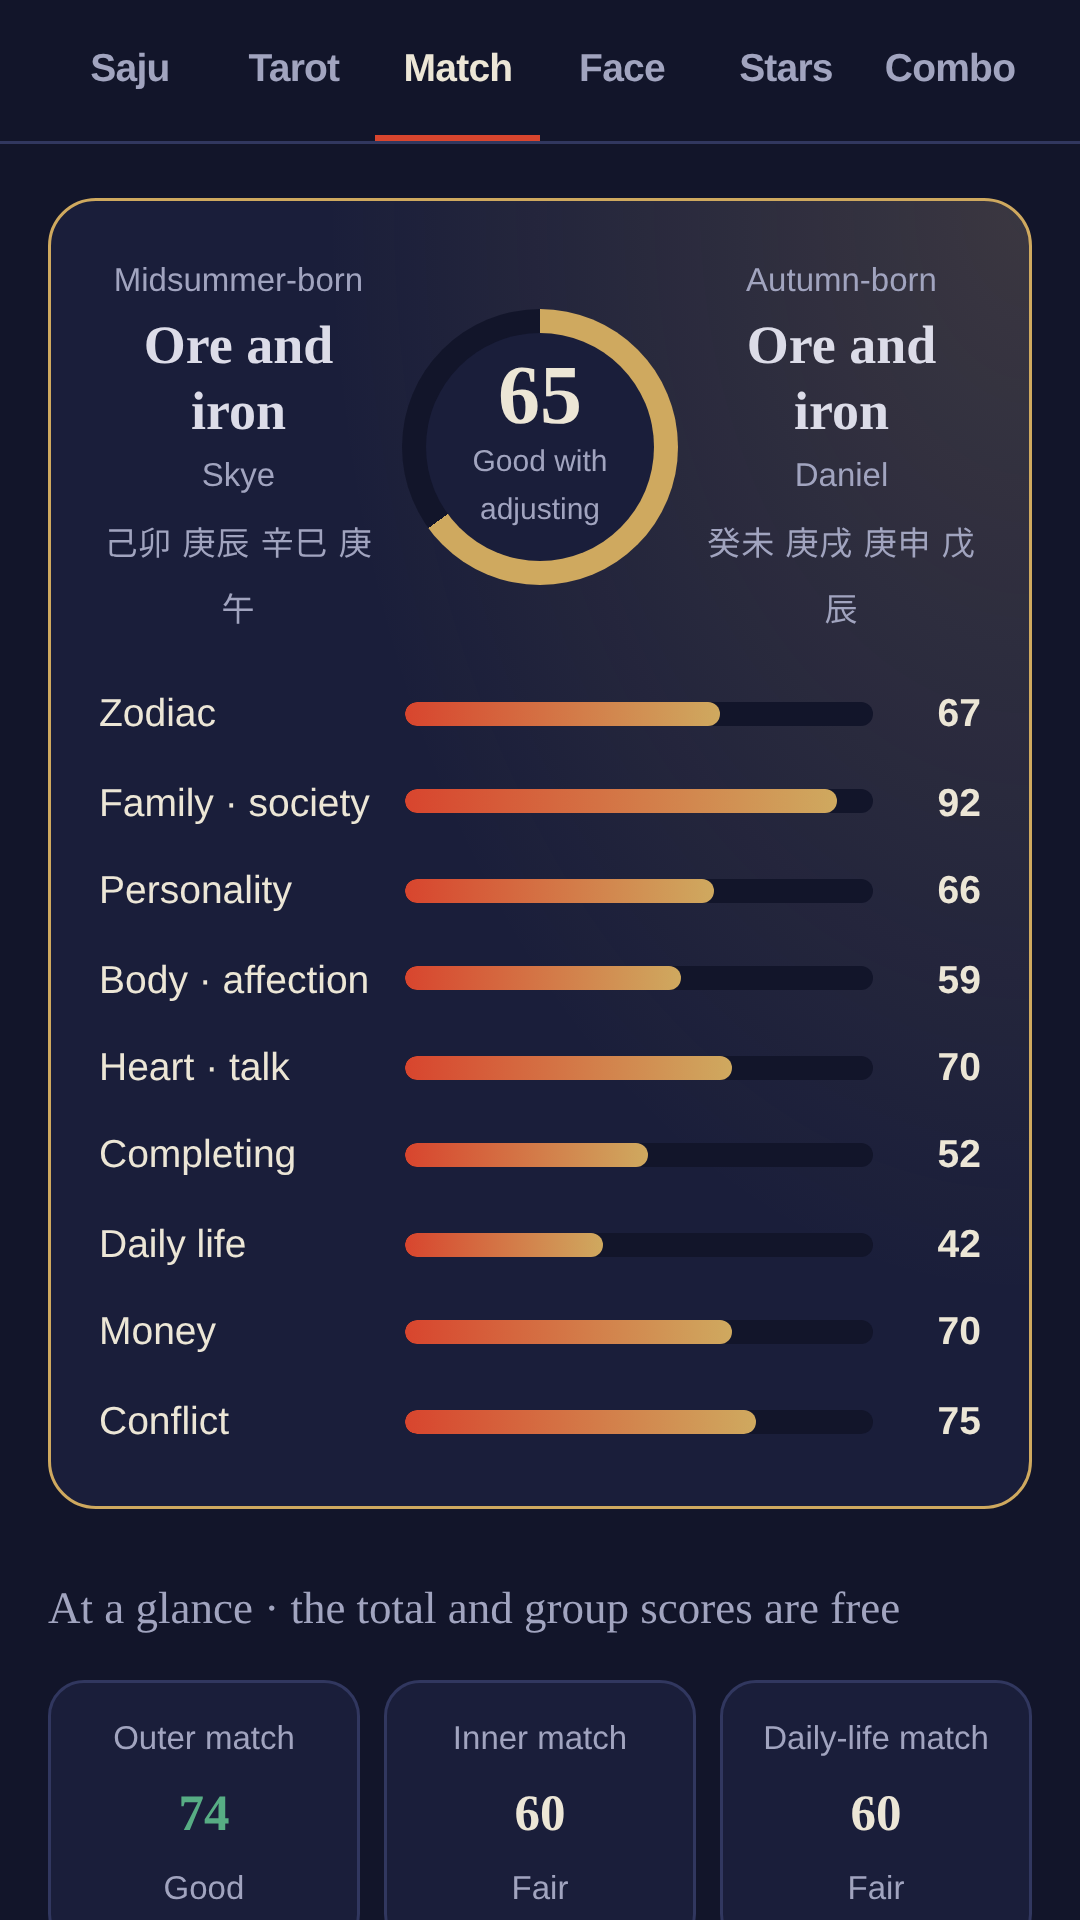 Saju Tarot Match Face Stars Combo
Midsummer-born
Ore and
iron
Skye
己卯 庚辰 辛巳 庚
午
65
Good with
adjusting
Autumn-born
Ore and
iron
Daniel
癸未 庚戌 庚申 戊
辰
Zodiac 67
Family · society 92
Personality 66
Body · affection 59
Heart · talk 70
Completing 52
Daily life 42
Money 70
Conflict 75
At a glance · the total and group scores are free
Outer match
74
Good
Inner match
60
Fair
Daily-life match
60
Fair